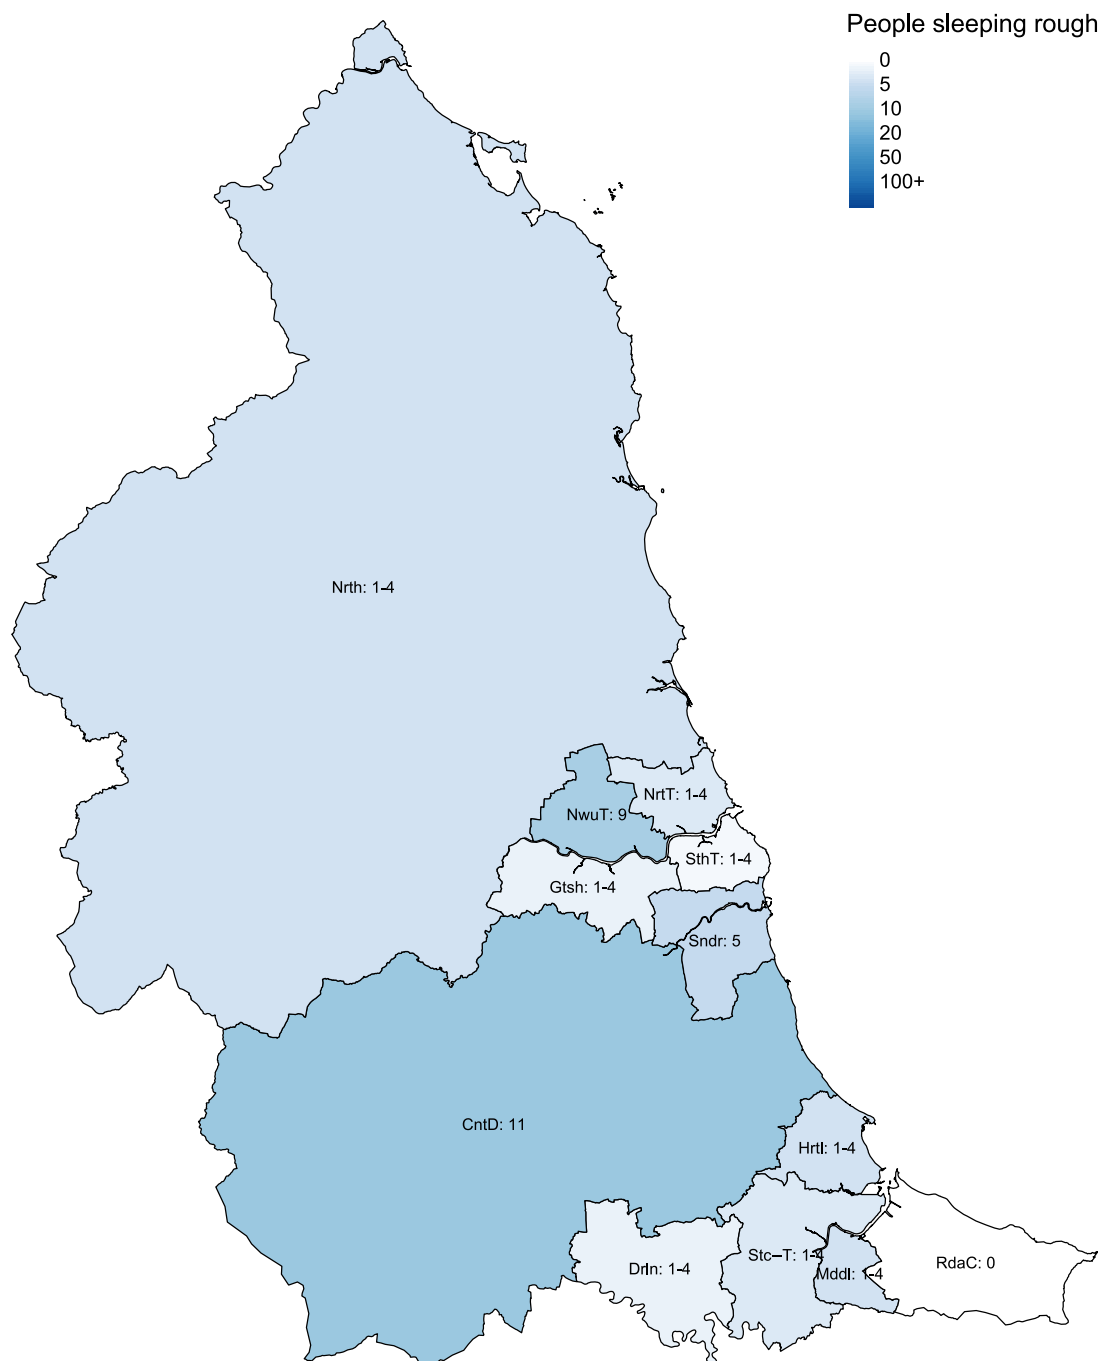 People sleeping rough
0
5
10
20
50
100+
Nrth: 1-4
NrtT: 1-4
NwuT: 9
SthT: 1-4
Gtsh: 1-4
Sndr: 5
CntD: 11
Hrtl: 1-4
Stc-T: 1-4
RdaC: 0
Drln: 1-4
Mddl: 1-4